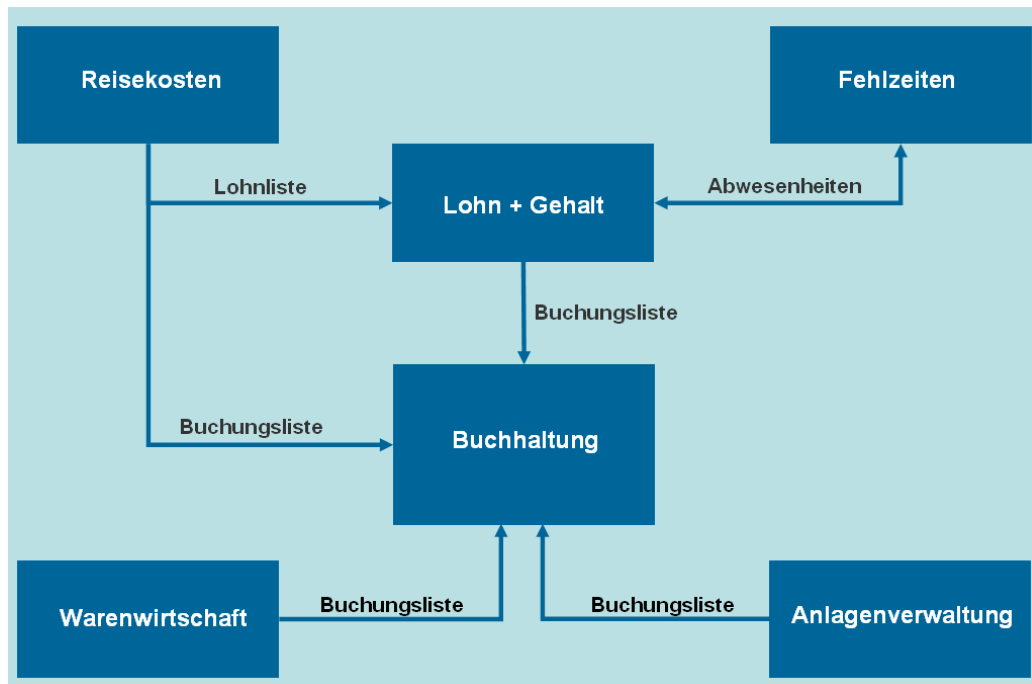 Reisekosten
Fehlzeiten
Lohnliste
Lohn + Gehalt
Abwesenheiten
Buchungsliste
Buchungsliste
Buchhaltung
Warenwirtschaft
Buchungsliste
Buchungsliste
Anlagenverwaltung